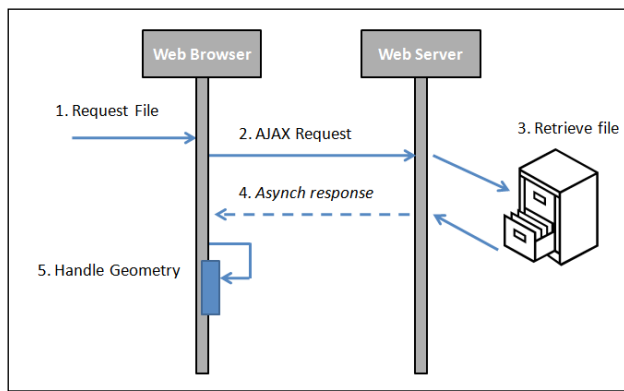 Web Browser
Web Server
1. Request File
2. AJAX Request
3. Retrieve file
4. Asynch response
5. Handle Geometry